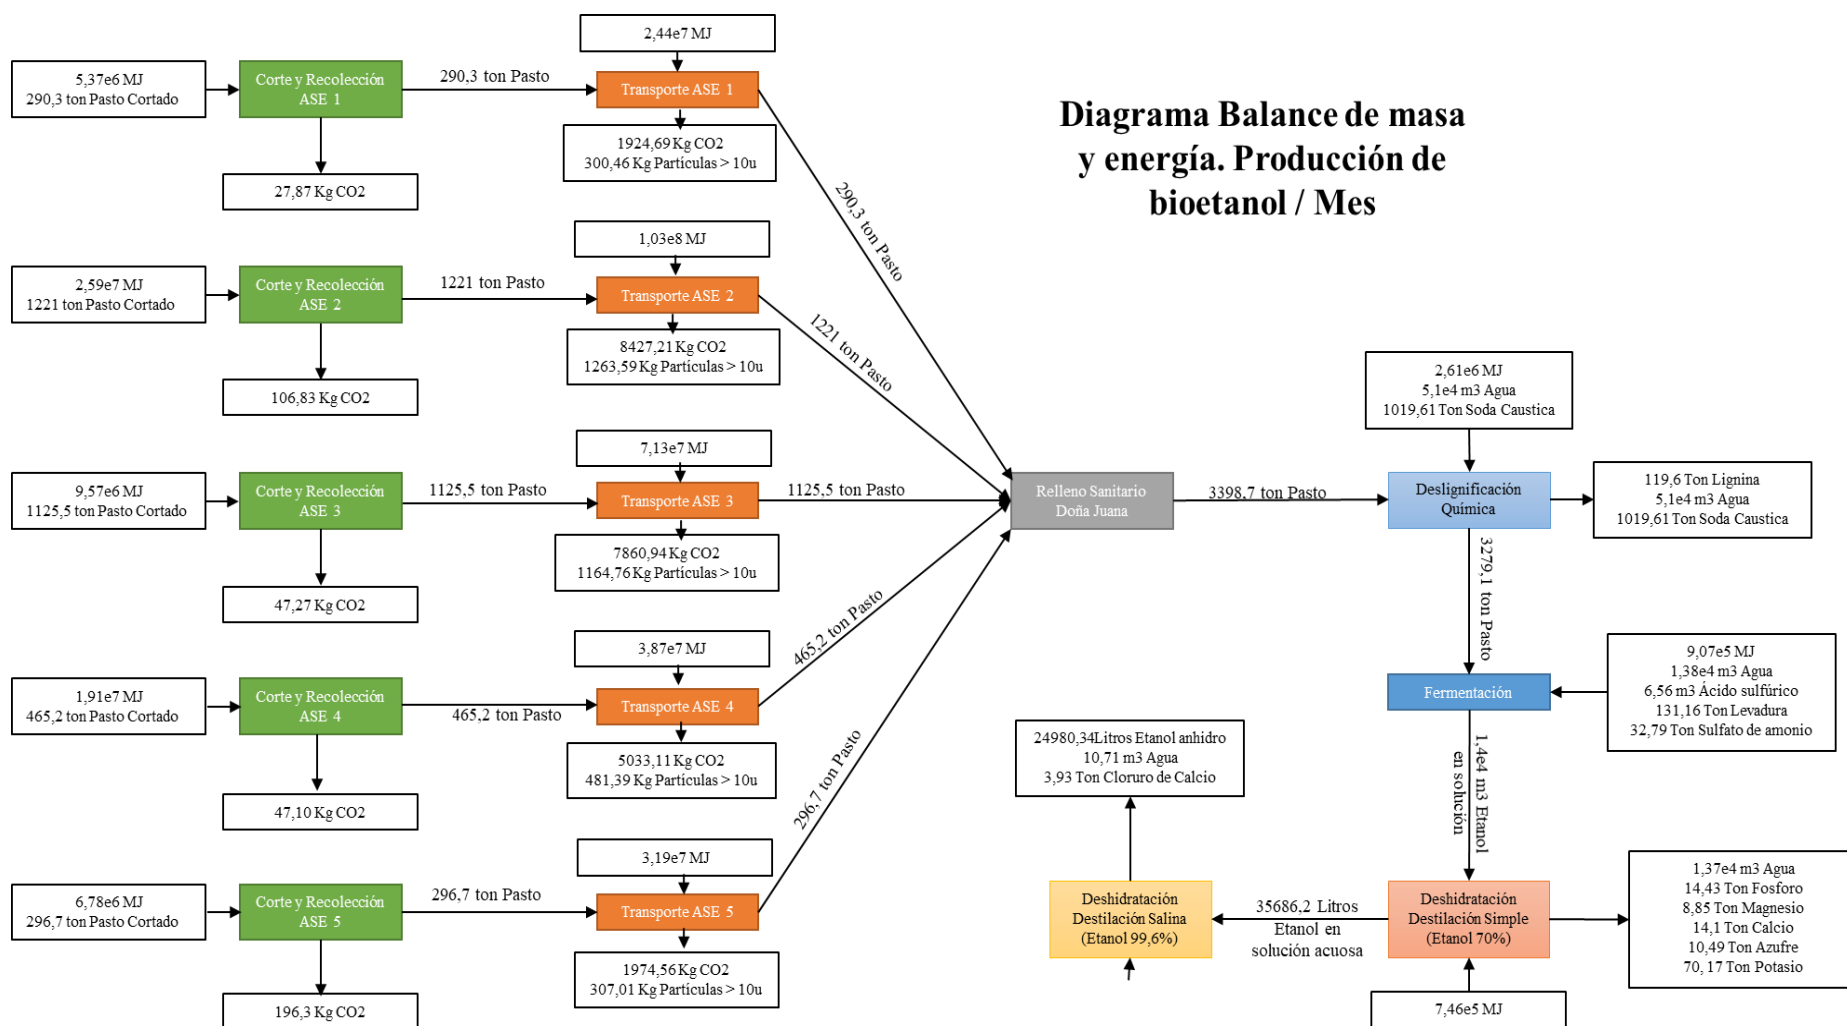 Diagrama Balance de masa
y energía. Producción de
bioetanol / Mes
5,37e6 MJ
290,3 ton Pasto Cortado
Corte y Recolección
ASE 1
27,87 Kg CO2
290,3 ton Pasto
2,44e7 MJ
Transporte ASE 1
1924,69 Kg CO2
300,46 Kg Partículas > 10u
290,3 ton Pasto
2,59e7 MJ
1221 ton Pasto Cortado
Corte y Recolección
ASE 2
106,83 Kg CO2
1221 ton Pasto
1,03e8 MJ
Transporte ASE 2
8427,21 Kg CO2
1263,59 Kg Partículas > 10u
1221 ton Pasto
9,57e6 MJ
1125,5 ton Pasto Cortado
Corte y Recolección
ASE 3
47,27 Kg CO2
1125,5 ton Pasto
7,13e7 MJ
Transporte ASE 3
7860,94 Kg CO2
1164,76 Kg Partículas > 10u
1125,5 ton Pasto
1,91e7 MJ
465,2 ton Pasto Cortado
Corte y Recolección
ASE 4
47,10 Kg CO2
465,2 ton Pasto
3,87e7 MJ
Transporte ASE 4
5033,11 Kg CO2
481,39 Kg Partículas > 10u
465,2 ton Pasto
6,78e6 MJ
296,7 ton Pasto Cortado
Corte y Recolección
ASE 5
196,3 Kg CO2
296,7 ton Pasto
3,19e7 MJ
Transporte ASE 5
1974,56 Kg CO2
307,01 Kg Partículas > 10u
296,7 ton Pasto
Relleno Sanitario
Doña Juana
3398,7 ton Pasto
2,61e6 MJ
5,1e4 m3 Agua
1019,61 Ton Soda Caustica
Deslignificación
Química
119,6 Ton Lignina
5,1e4 m3 Agua
1019,61 Ton Soda Caustica
3279,1 ton Pasto
Fermentación
9,07e5 MJ
1,38e4 m3 Agua
6,56 m3 Ácido sulfúrico
131,16 Ton Levadura
32,79 Ton Sulfato de amonio
1,4e4 m3 Etanol
en solución
Deshidratación
Destilación Simple
(Etanol 70%)
1,37e4 m3 Agua
14,43 Ton Fosforo
8,85 Ton Magnesio
14,1 Ton Calcio
10,49 Ton Azufre
70, 17 Ton Potasio
7,46e5 MJ
35686,2 Litros
Etanol en
solución acuosa
Deshidratación
Destilación Salina
(Etanol 99,6%)
24980,34Litros Etanol anhidro
10,71 m3 Agua
3,93 Ton Cloruro de Calcio